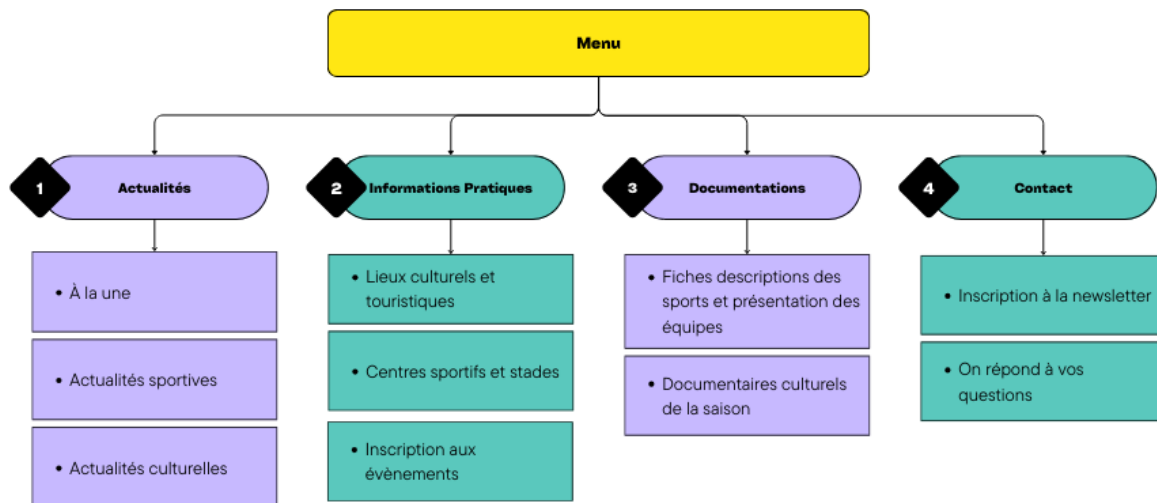 Menu
1
Actualités
2
Informations Pratiques
3
Documentations
4
Contact
• À la une
• Actualités sportives
• Actualités culturelles
• Lieux culturels et
touristiques
• Centres sportifs et stades
• Inscription aux
évènements
• Fiches descriptions des
sports et présentation des
équipes
• Documentaires culturels
de la saison
• Inscription à la newsletter
• On répond à vos
questions